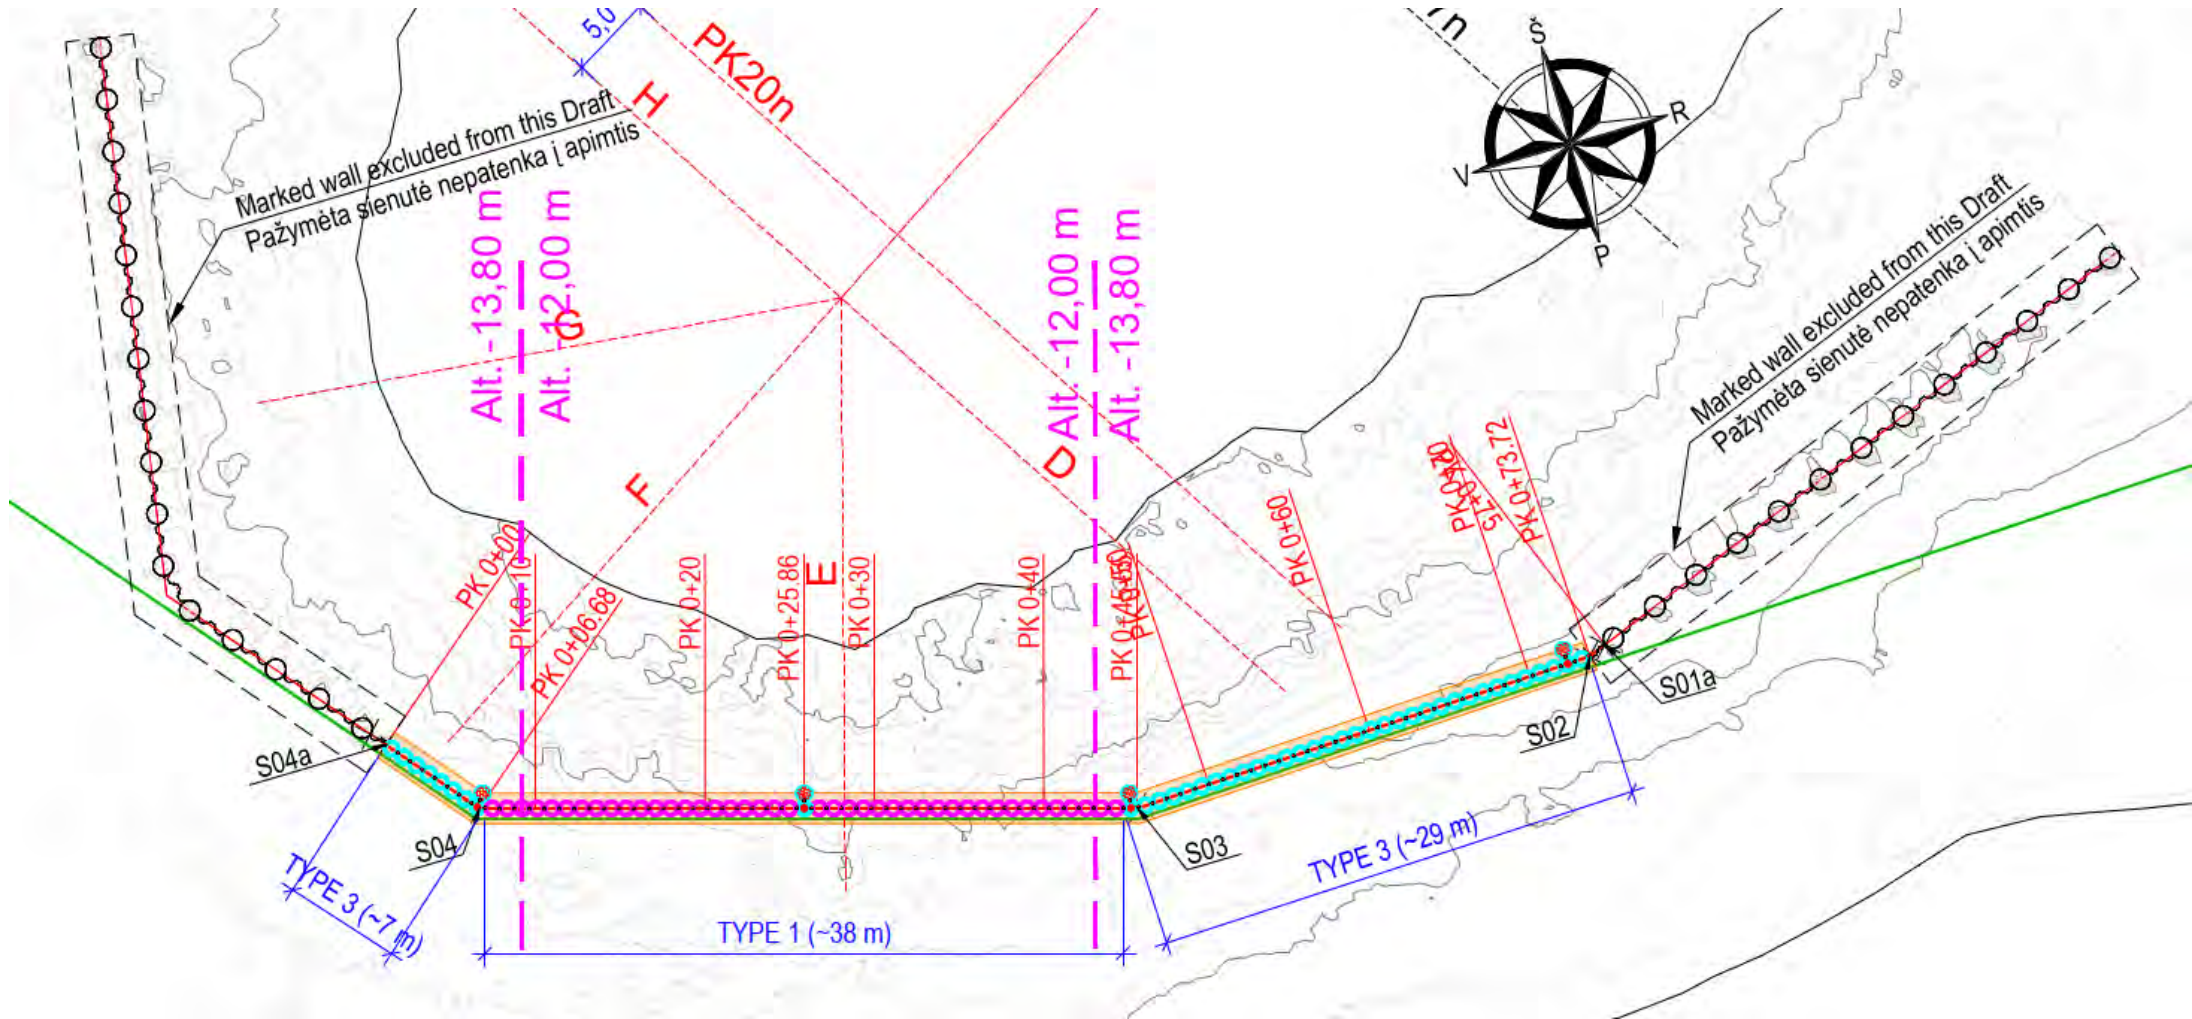 5,0
PK20n
H
7n
Š
R
V
P
Marked wall excluded from this Draft
Pažymėta sienutė nepatenka į apimtis
Alt. -13,80 m
Alt. -12,00 m
G
Alt. -12,00 m
Alt. -13,80 m
Marked wall excluded from this Draft
Pažymėta sienutė nepatenka į apimtis
F
D
E
PK 0+00
PK 0+10
PK 0+06.68
PK 0+20
PK 0+25.86
PK 0+30
PK 0+40
PK 0+60
PK 0+70
PK 0+73.72
S04a
S04
S03
S02
S01a
TYPE 3 (~7 m)
TYPE 1 (~38 m)
TYPE 3 (~29 m)